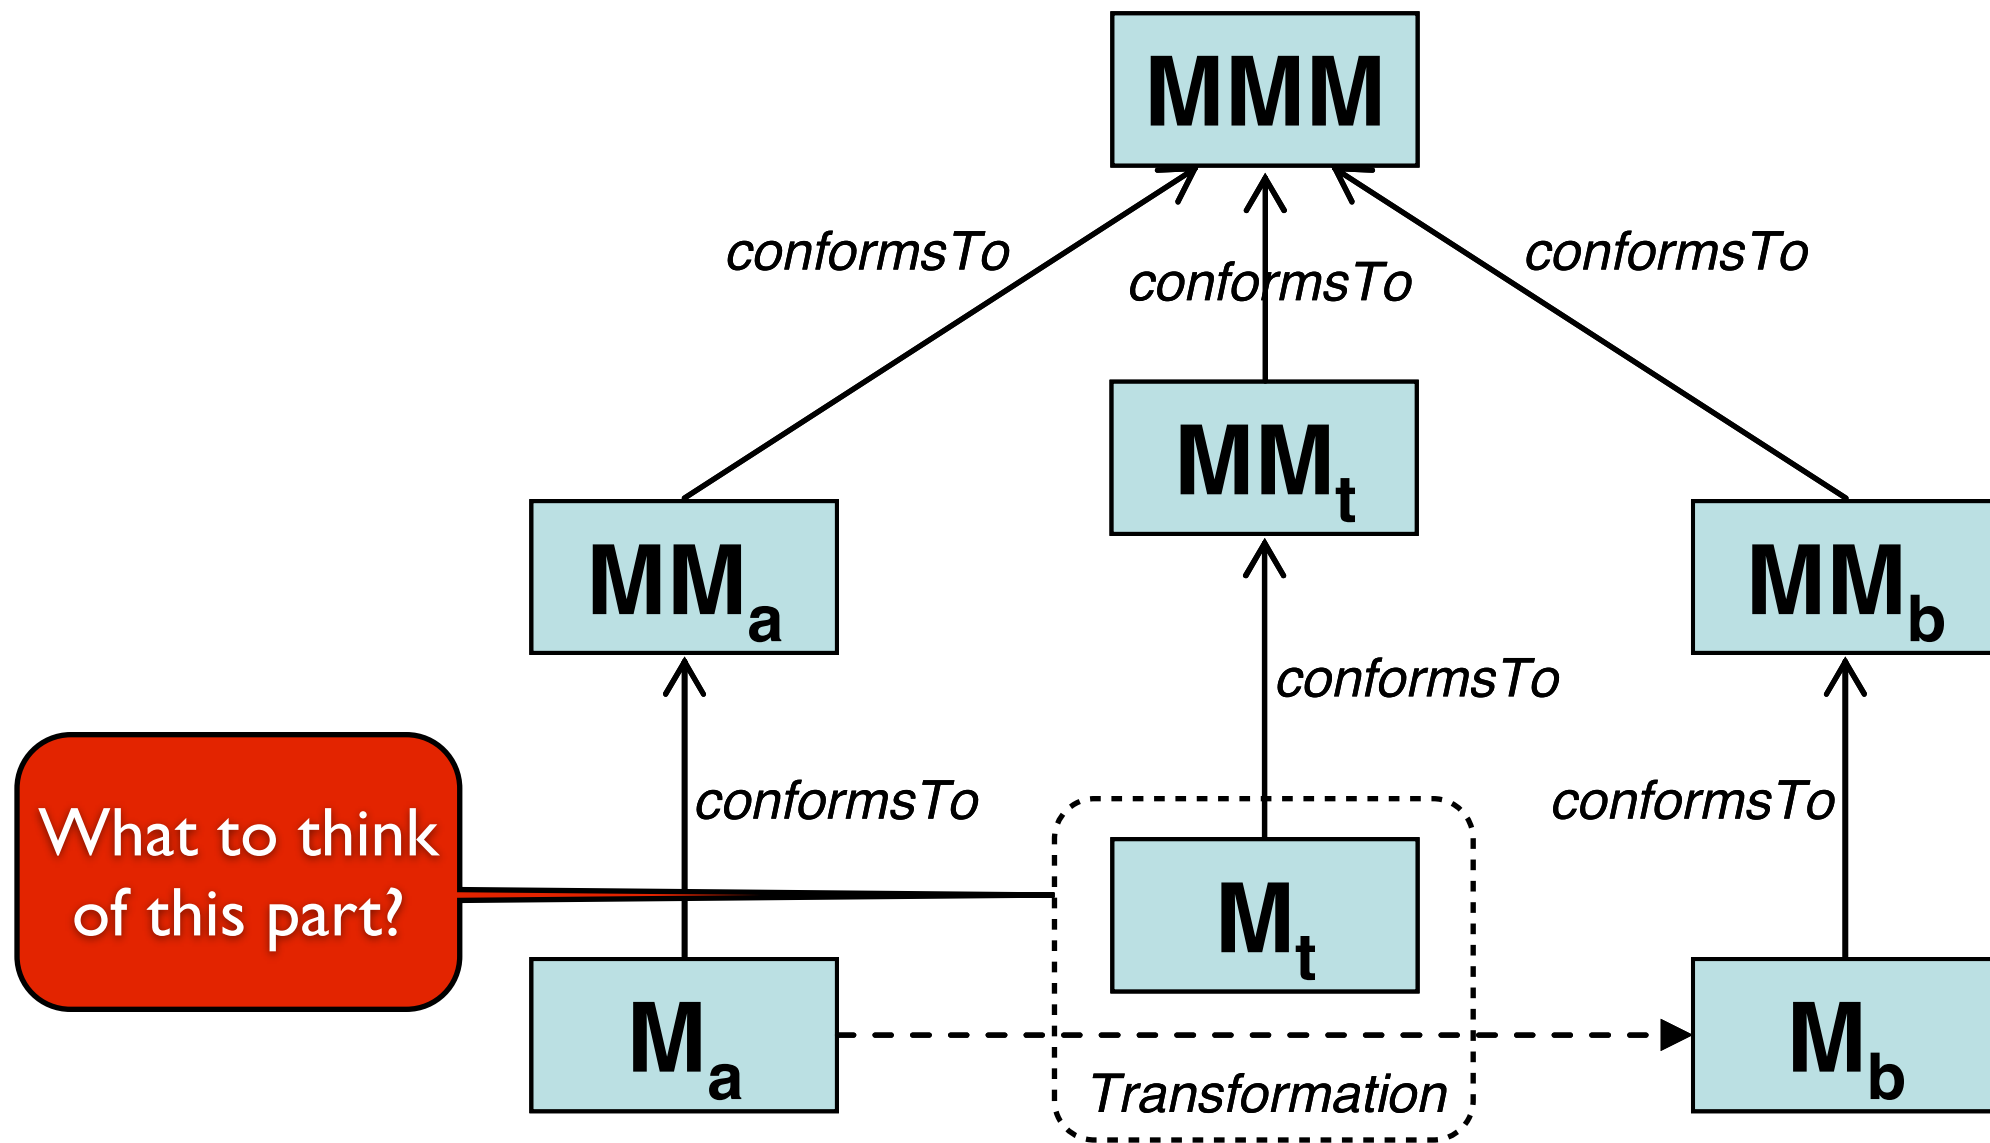 MMM
conformsTo
conformsTo
conformsTo
MMt
MMa
MMb
conformsTo
conformsTo
conformsTo
What to think
of this part?
Mt
Ma
Mb
Transformation